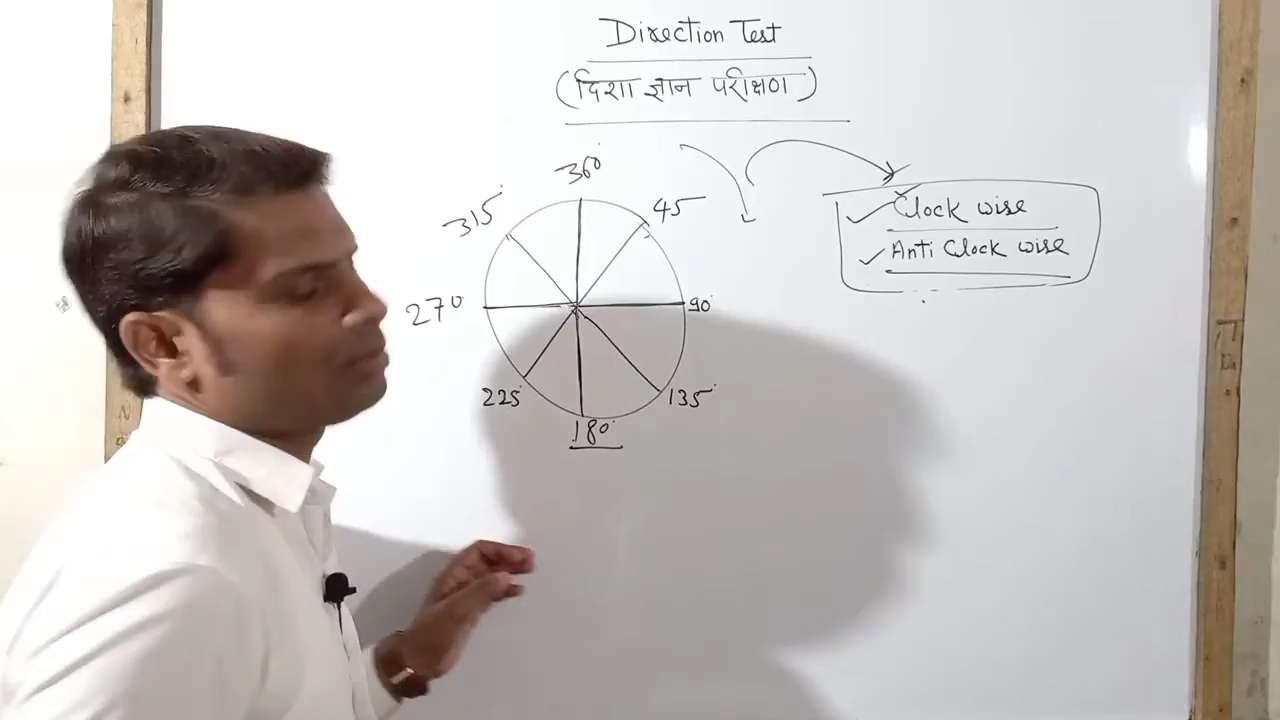 Direction Test
(दिशा ज्ञान परीक्षण)
360°
315°
45°
Clock wise
Anti Clock wise
270°
90°
225°
135°
180°